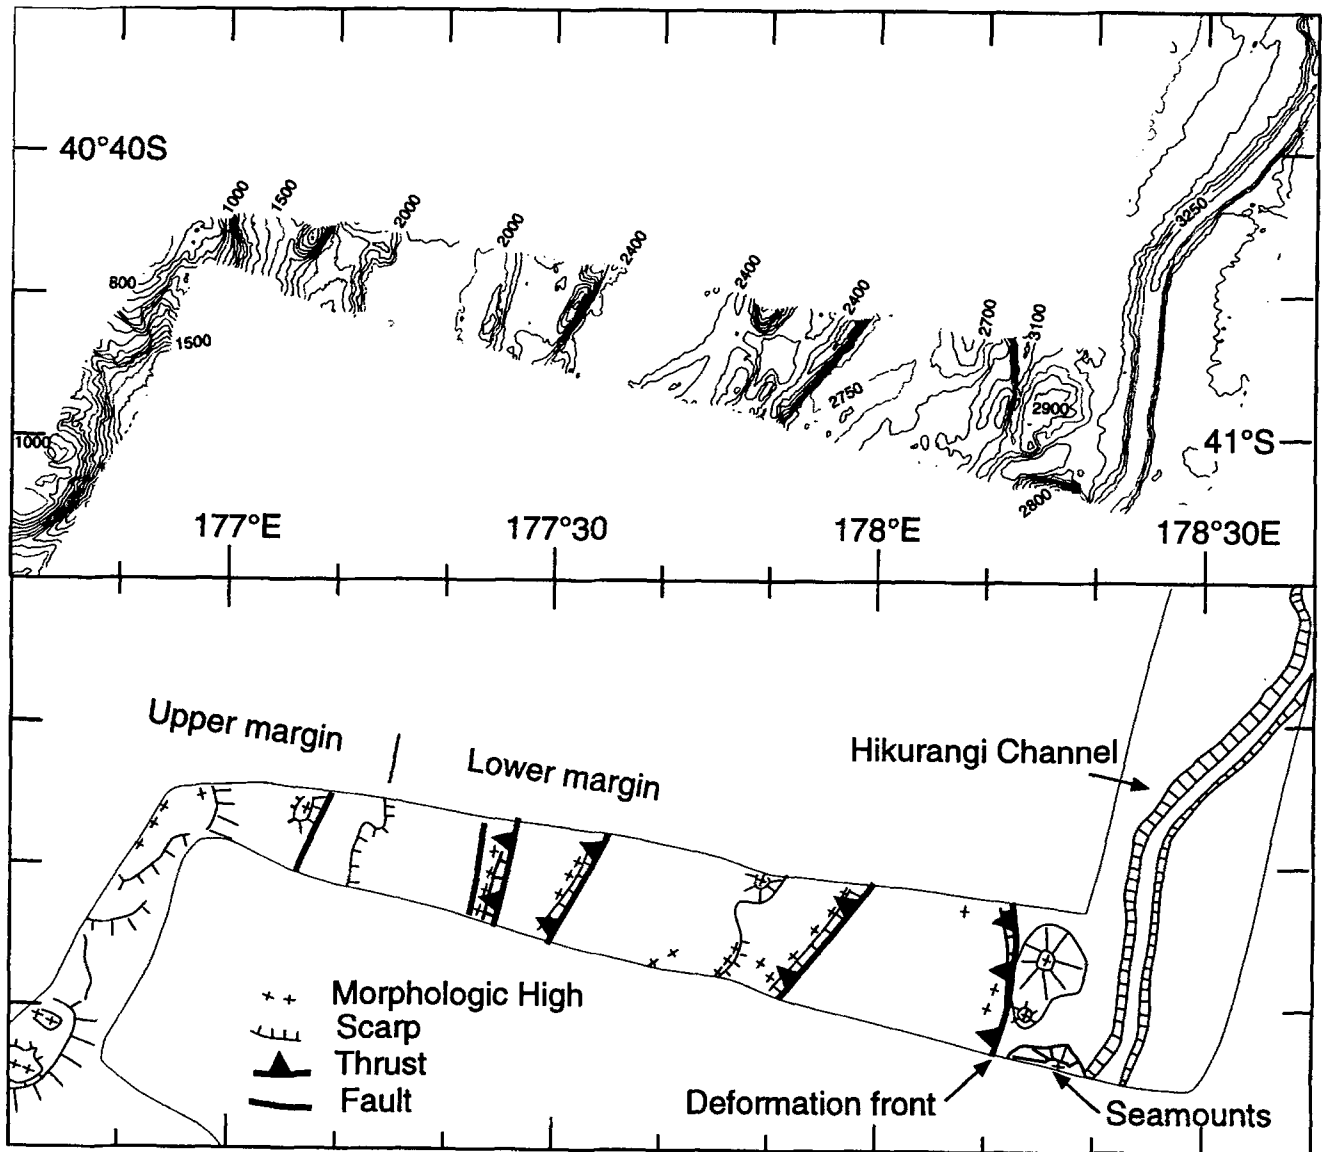 40°40S
1000
1500
2000
2000
2400
2400
2400
2700
3100
3250
800
1500
2750
2900
1000
41°S
2800
177°E
177°30
178°E
178°30E
Upper margin
Lower margin
Hikurangi Channel
Morphologic High
Scarp
Thrust
Fault
Deformation front
Seamounts